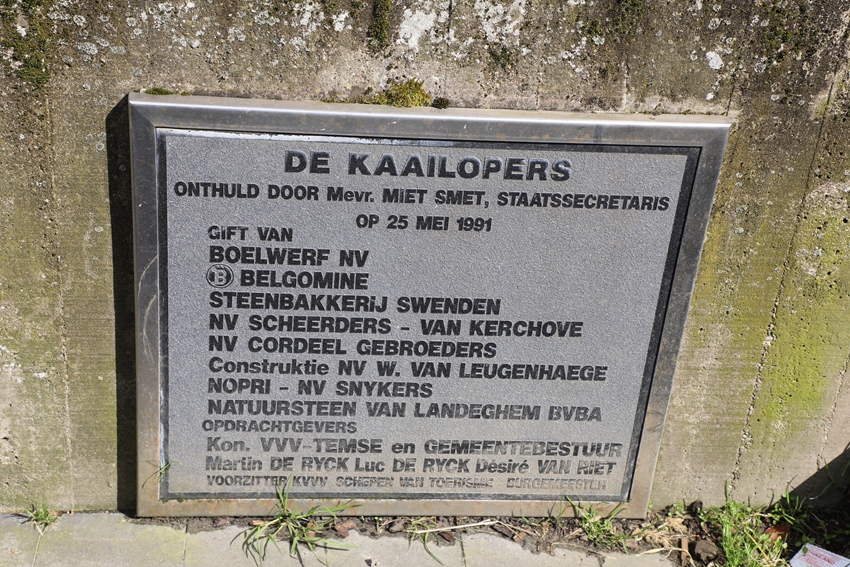 DE KAAILOPERS
ONTHULD DOOR Mevr. MIET SMET, STAATSSECRETARIS
OP 25 MEI 1991
GIFT VAN
BOELWERF NV
B BELGOMINE
STEENBAKKERIJ SWENDEN
NV SCHEERDERS - VAN KERCHOVE
NV CORDEEL GEBROEDERS
Construktie NV W. VAN LEUGENHAEGE
NOPRI - NV SNYKERS
NATUURSTEEN VAN LANDEGHEM BVBA
OPDRACHTGEVERS
Kon. VVV-TEMSE en GEMEENTEBESTUUR
Martin DE RYCK Luc DE RYCK Désiré VAN RIET
VOORZITTER KVVV SCHEPEN VAN TOERISME BURGEMEESTER